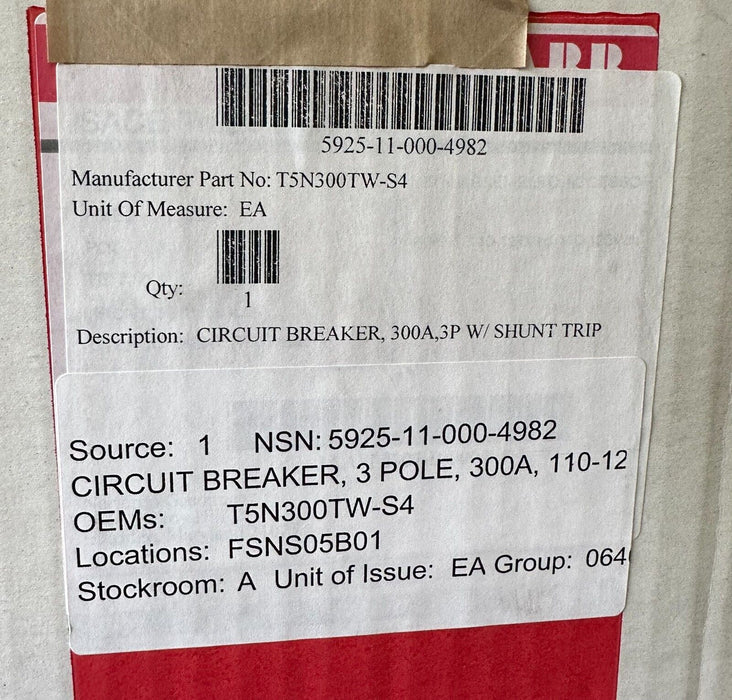 5925-11-000-4982
Manufacturer Part No: T5N300TW-S4
Unit Of Measure: EA
Qty:
1
Description: CIRCUIT BREAKER, 300A,3P W/ SHUNT TRIP
Source: 1 NSN: 5925-11-000-4982
CIRCUIT BREAKER, 3 POLE, 300A, 110-12
OEMs: T5N300TW-S4
Locations: FSNS05B01
Stockroom: A Unit of Issue: EA Group: 064